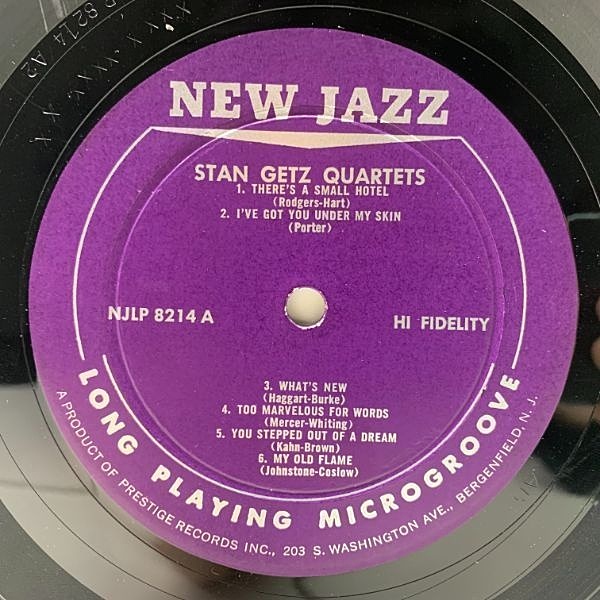 NEW JAZZ
STAN GETZ QUARTETS
1. THERE'S A SMALL HOTEL
(Rodgers-Hart)
2. I'VE GOT YOU UNDER MY SKIN
(Porter)
NJLP 8214 A
HI FIDELITY
3. WHAT'S NEW
(Haggart-Burke)
4. TOO MARVELOUS FOR WORDS
(Mercer-Whiting)
5. YOU STEPPED OUT OF A DREAM
(Kahn-Brown)
6. MY OLD FLAME
(Johnstone-Coslow)
LONG PLAYING MICROGROOVE
A PRODUCT OF PRESTIGE RECORDS INC., 203 S. WASHINGTON AVE., BERGENFIELD, N. J.